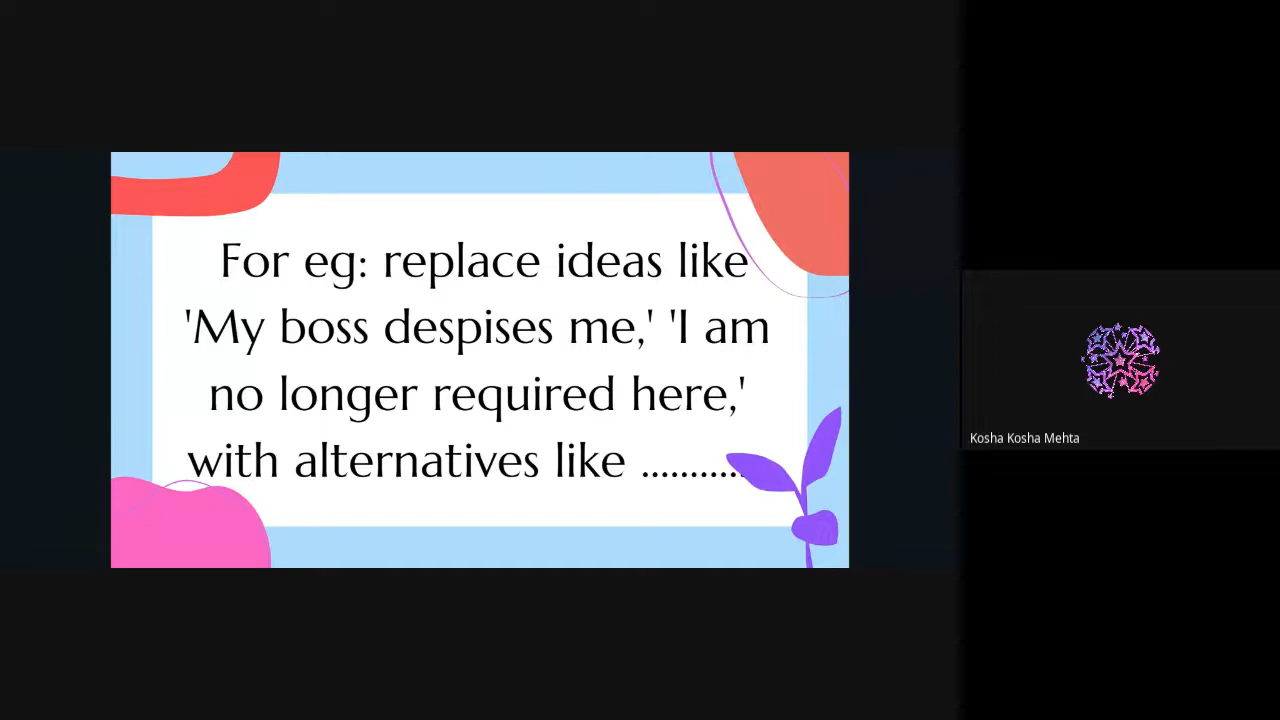 For eg: replace ideas like
'My boss despises me,' 'I am
no longer required here,'
with alternatives like ...........
Kosha Kosha Mehta